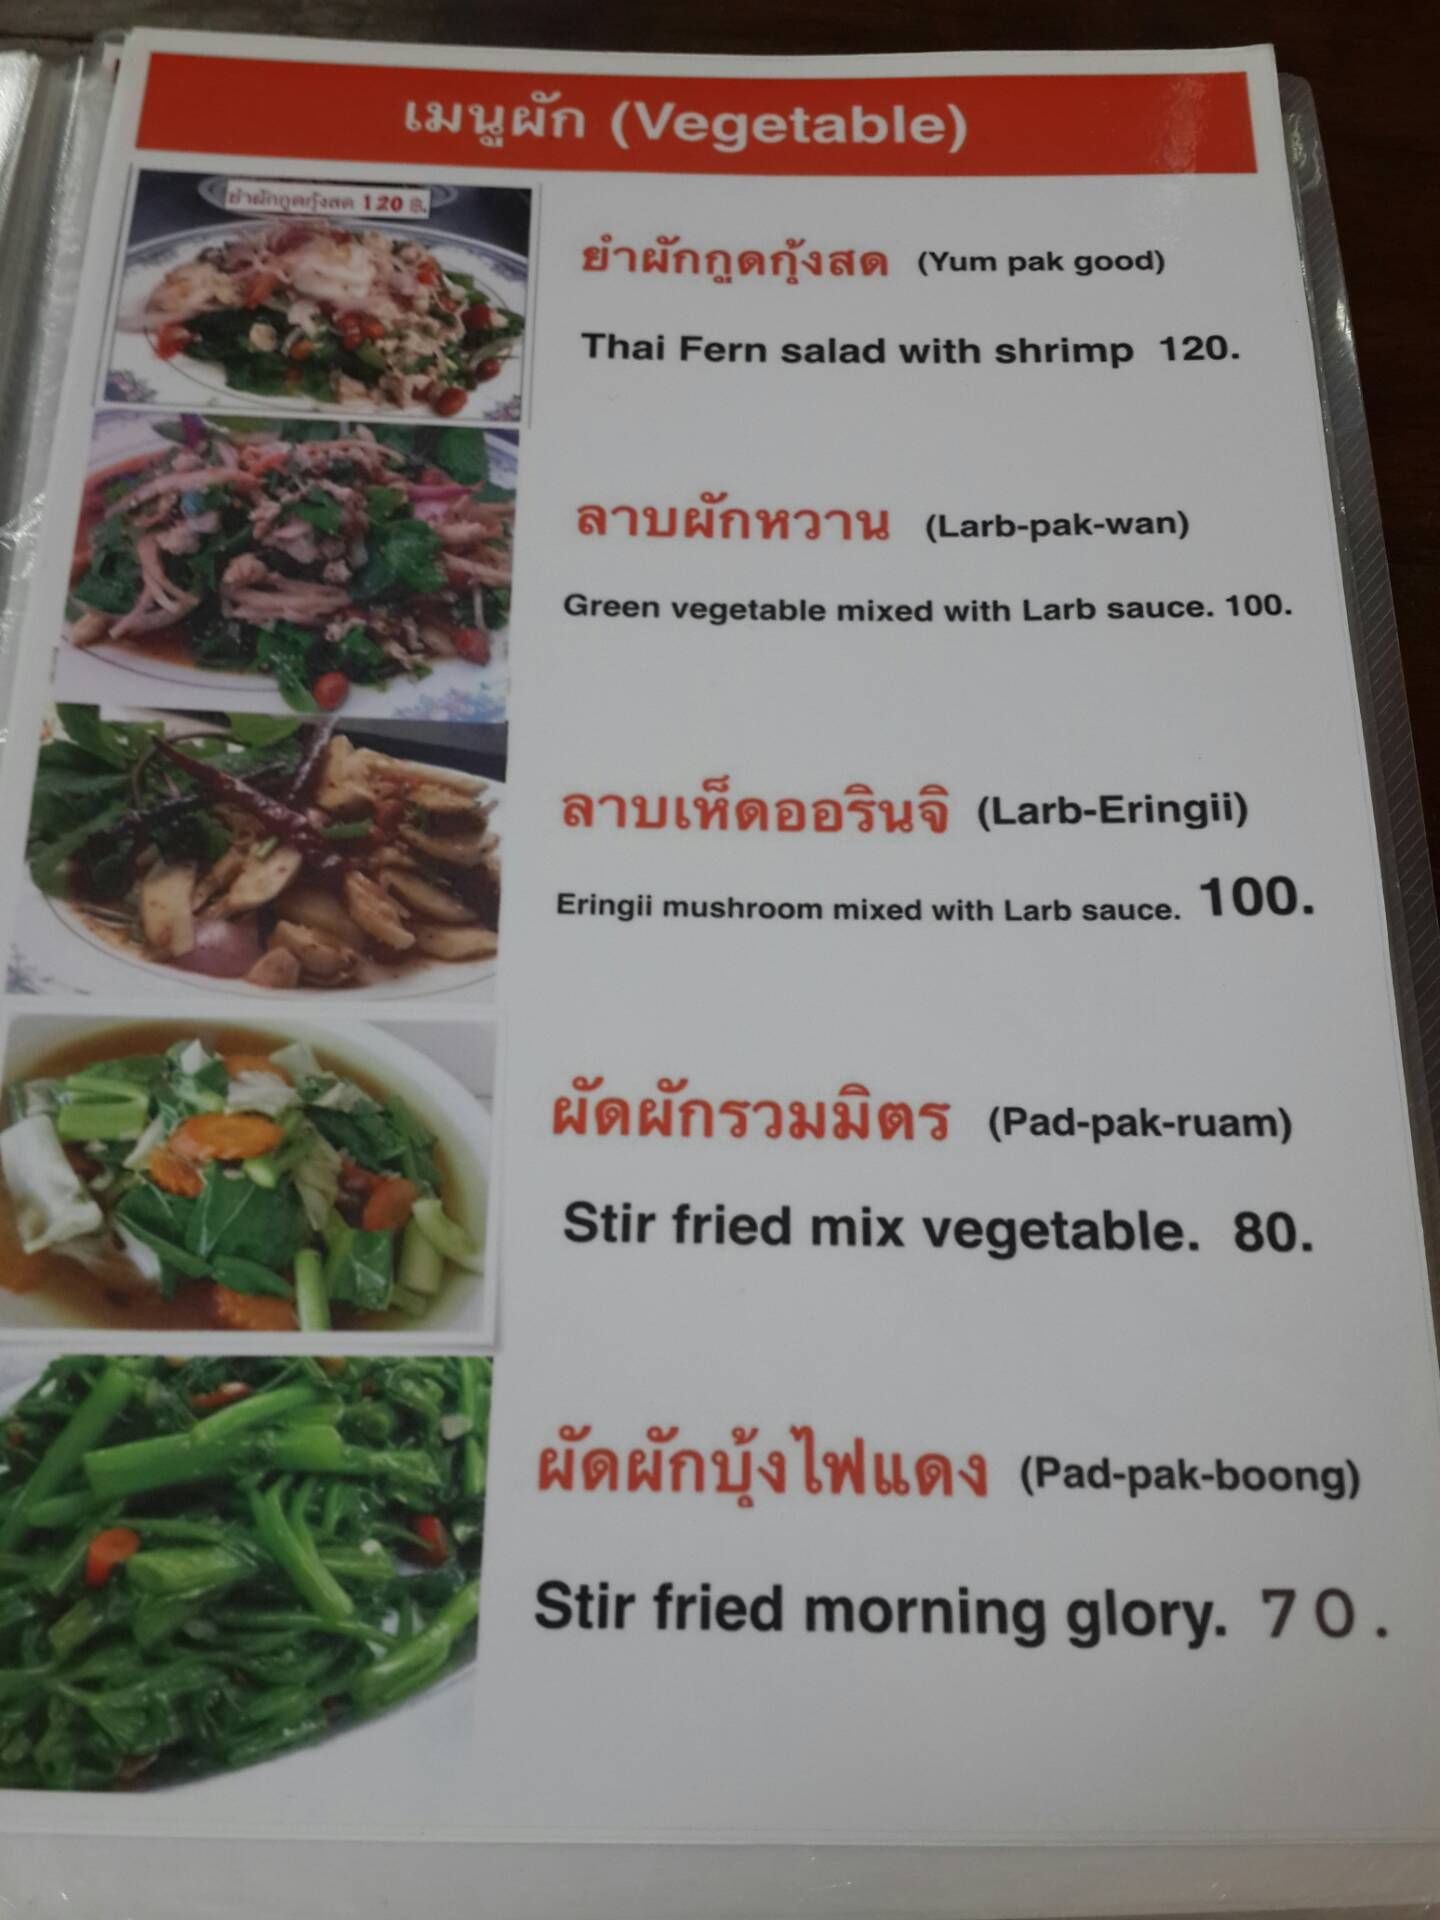 เมนูผัก (Vegetable)
ยำผักกูดกุ้งสด 120 ฿.
ยำผักกูดกุ้งสด (Yum pak good)
Thai Fern salad with shrimp 120.
ลาบผักหวาน (Larb-pak-wan)
Green vegetable mixed with Larb sauce. 100.
ลาบเห็ดออรินจิ (Larb-Eringii)
Eringii mushroom mixed with Larb sauce. 100.
ผัดผักรวมมิตร (Pad-pak-ruam)
Stir fried mix vegetable. 80.
ผัดผักบุ้งไฟแดง (Pad-pak-boong)
Stir fried morning glory. 70.